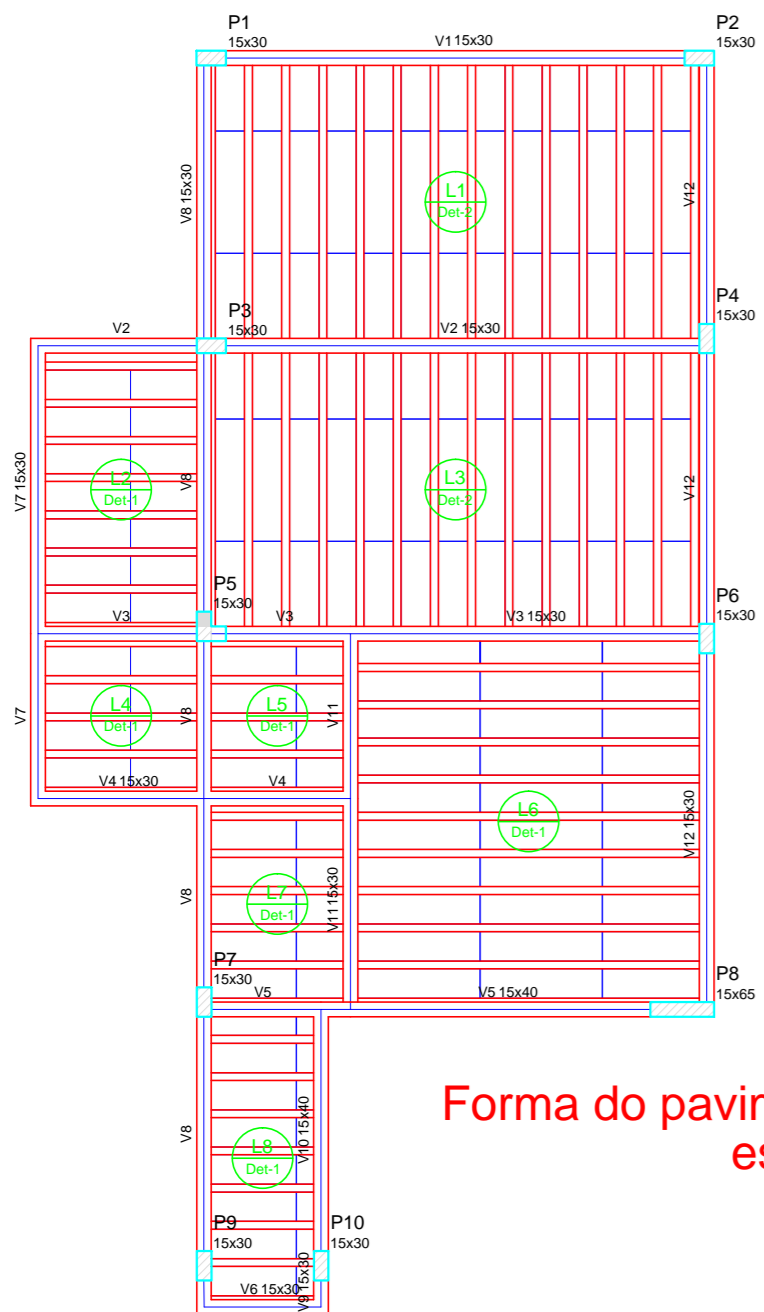 P1
15x30
V1 15x30
P2
15x30
V8 15x30
L1
Det-2
V12
P3
15x30
V2
V2 15x30
P4
15x30
V7 15x30
L2
Det-1
V8
L3
Det-2
V12
P5
15x30
V3
V3
V3 15x30
P6
15x30
V7
L4
Det-1
V8
L5
Det-1
V11
V4 15x30
V4
L6
Det-1
V12 15x30
V8
L7
Det-1
V11 15x30
P7
15x30
V5
V5 15x40
P8
15x65
Forma do pavi
es
V8
L8
Det-1
V10 15x40
P9
15x30
P10
15x30
V6 15x30
V9 15x30